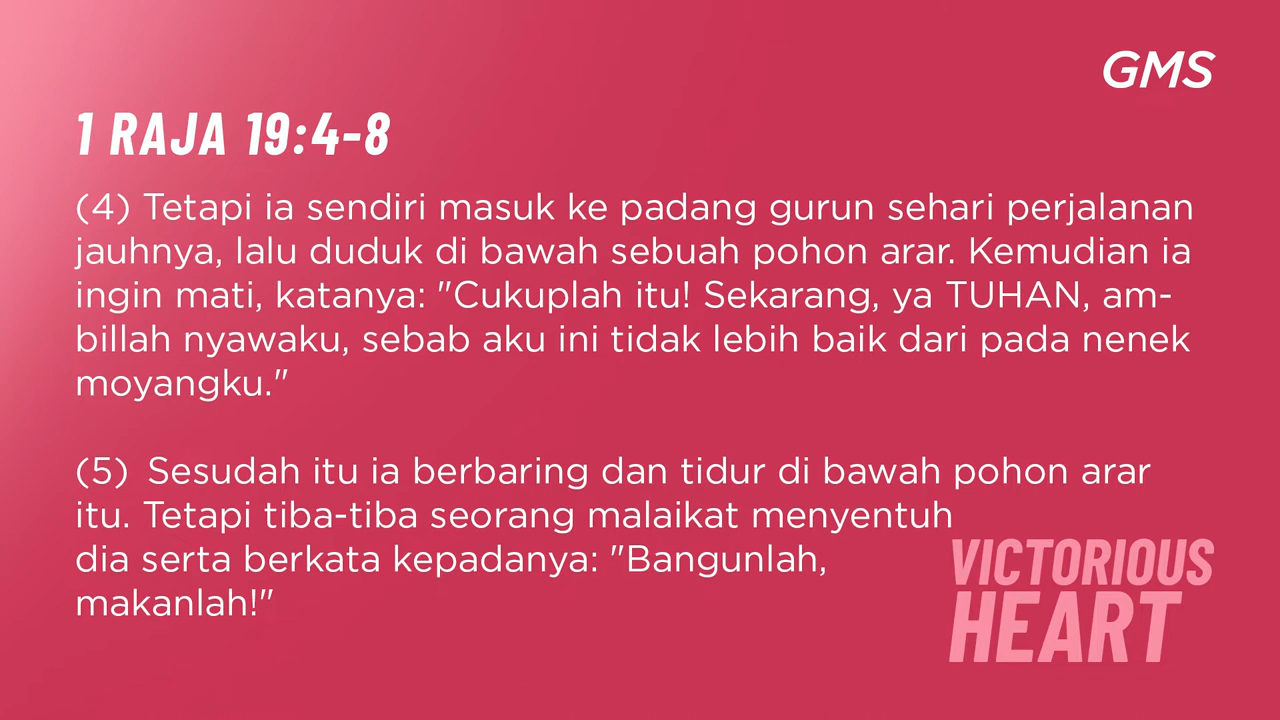 GMS
1 RAJA 19:4-8
(4) Tetapi ia sendiri masuk ke padang gurun sehari perjalanan
jauhnya, lalu duduk di bawah sebuah pohon arar. Kemudian ia
ingin mati, katanya: "Cukuplah itu! Sekarang, ya TUHAN, am-
billah nyawaku, sebab aku ini tidak lebih baik dari pada nenek
moyangku."
(5) Sesudah itu ia berbaring dan tidur di bawah pohon arar
itu. Tetapi tiba-tiba seorang malaikat menyentuh
dia serta berkata kepadanya: "Bangunlah,
makanlah!"
VICTORIOUS
HEART